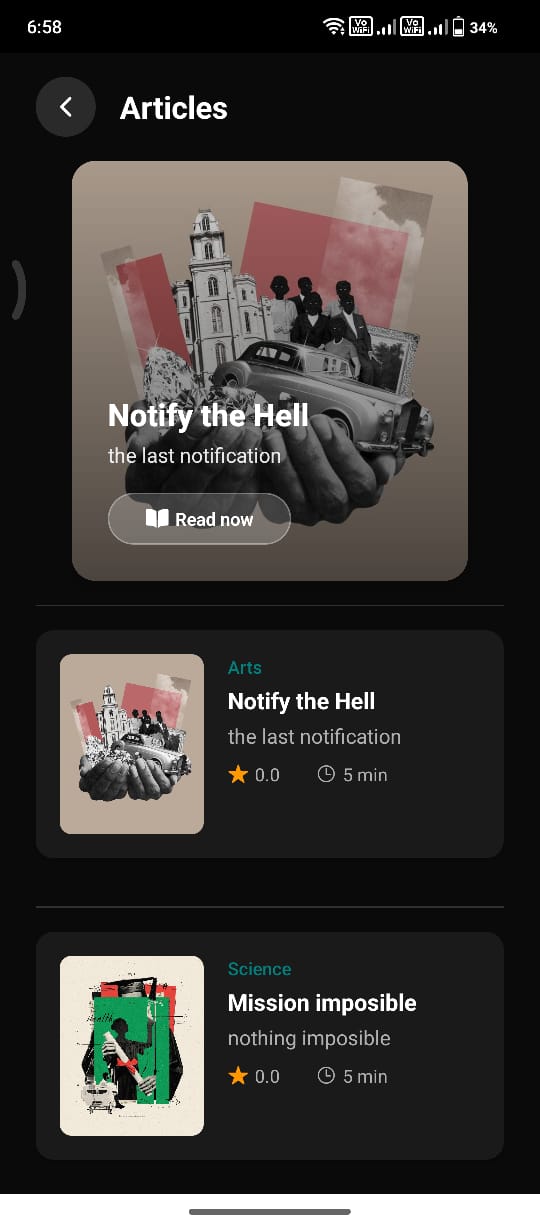 6:58
Vo WiFi Vo WiFi 34%
Articles
Notify the Hell
the last notification
Read now
Arts
Notify the Hell
the last notification
0.0 5 min
Science
Health
Mission imposible
nothing imposible
0.0 5 min